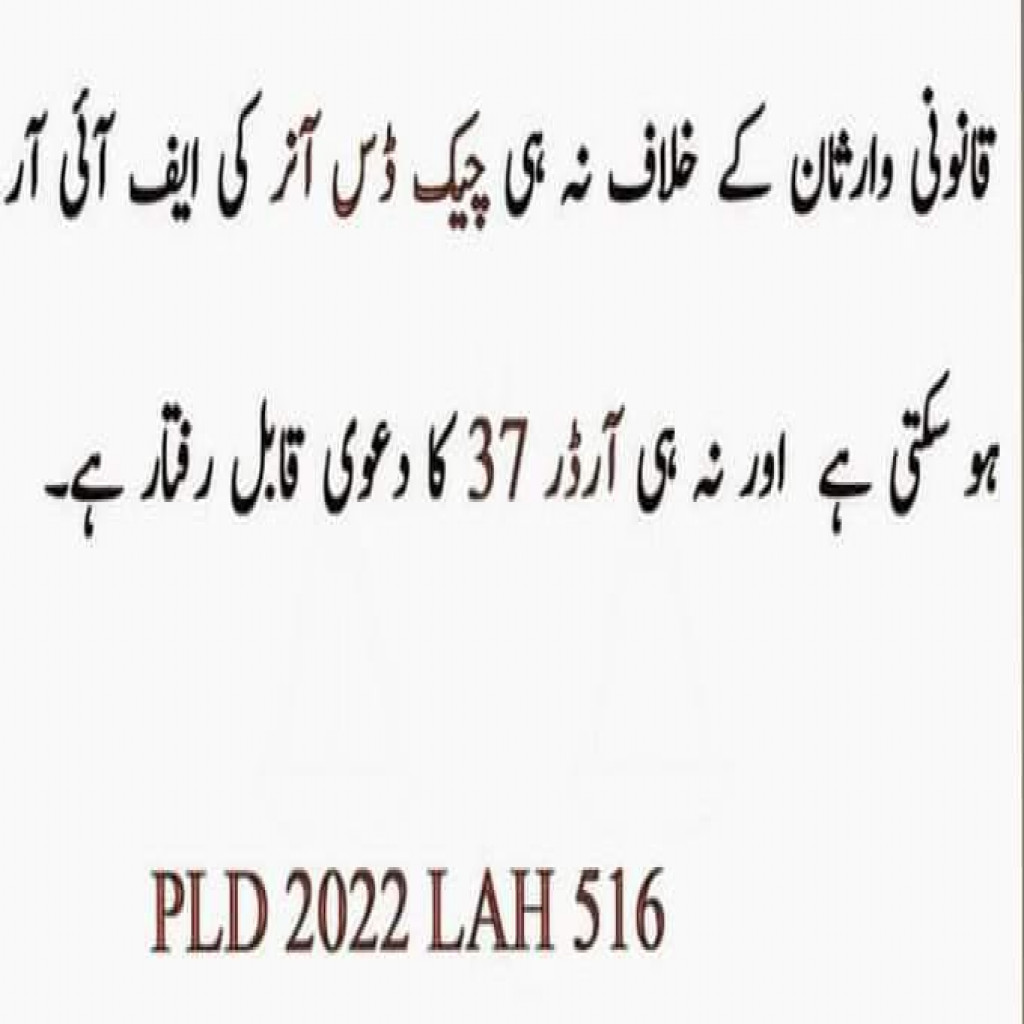 قانونی وارثان کے خلاف نہ ہی چیک ڈس آنر کی ایف آئی آر
ہو سکتی ہے اور نہ ہی آرڈر 37 کا دعوی قابل رفتار ہے۔
PLD 2022 LAH 516